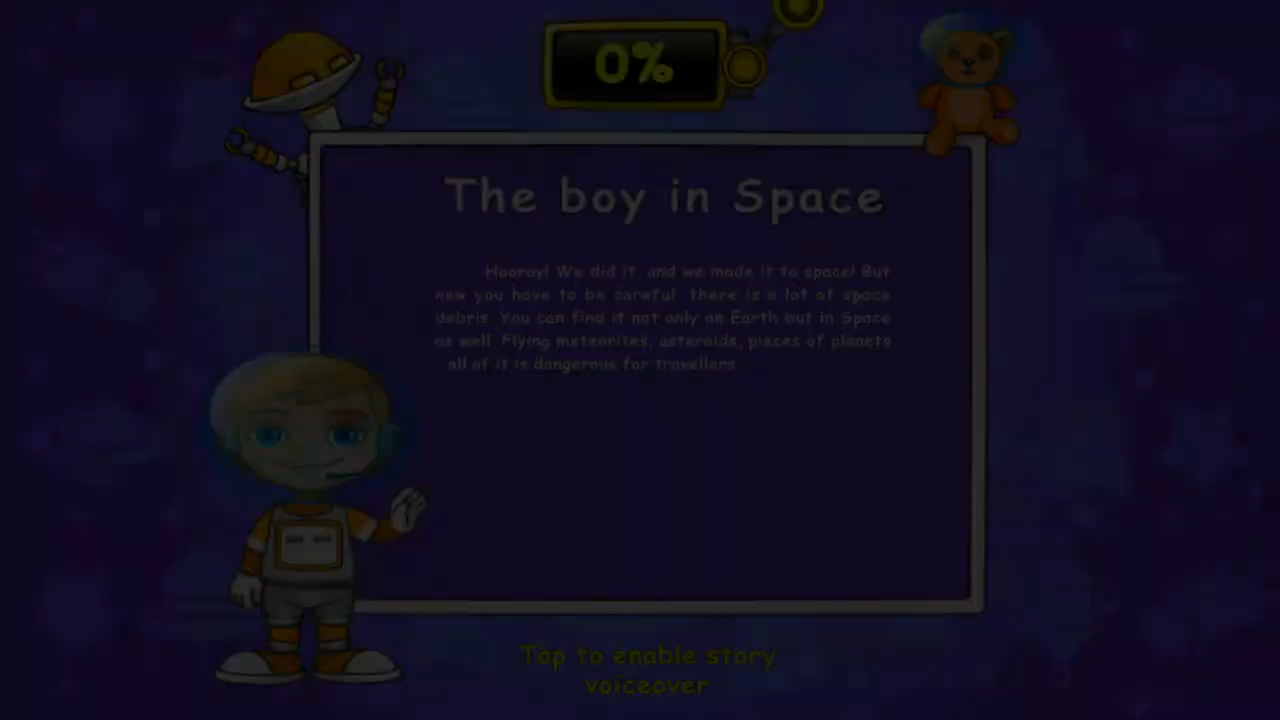 0%
The boy in Space
Hooray! We did it, and we made it to space! But
now you have to be careful: there is a lot of space
debris. You can find it not only on Earth but in Space
as well. Flying meteorites, asteroids, pieces of planets
all of it is dangerous for travellers.
Tap to enable story
voiceover